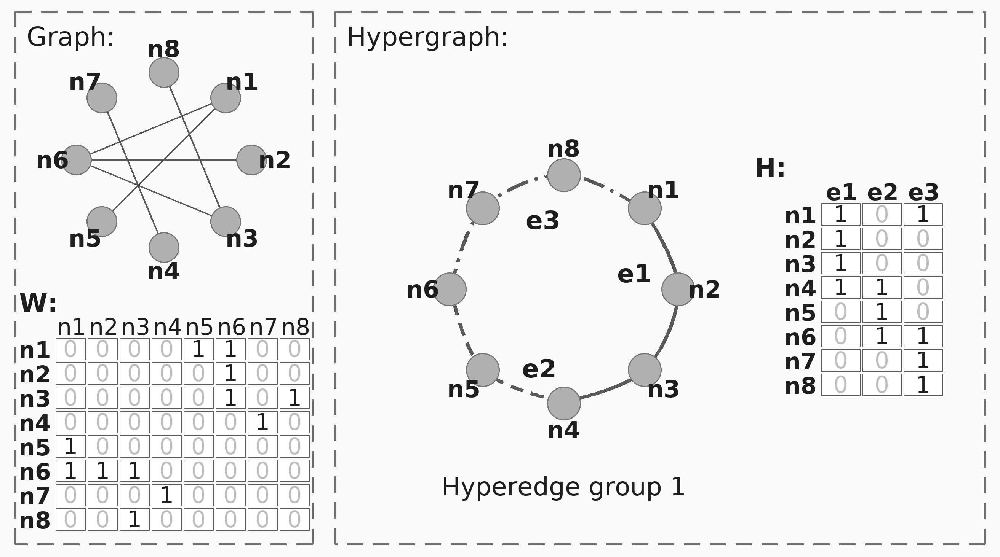 Graph:
n8
n7
n1
n6
n2
n5
n3
n4
W:
n1 n2 n3 n4 n5 n6 n7 n8
n1 0 0 0 0 1 1 0 0
n2 0 0 0 0 0 1 0 0
n3 0 0 0 0 0 1 0 1
n4 0 0 0 0 0 0 1 0
n5 1 0 0 0 0 0 0 0
n6 1 1 1 0 0 0 0 0
n7 0 0 0 1 0 0 0 0
n8 0 0 1 0 0 0 0 0
Hypergraph:
n8
n7
n1
e3
e1
n6
n2
e2
n5
n3
n4
Hyperedge group 1
H:
e1 e2 e3
n1 1 0 1
n2 1 0 0
n3 1 0 0
n4 1 1 0
n5 0 1 0
n6 0 1 1
n7 0 0 1
n8 0 0 1